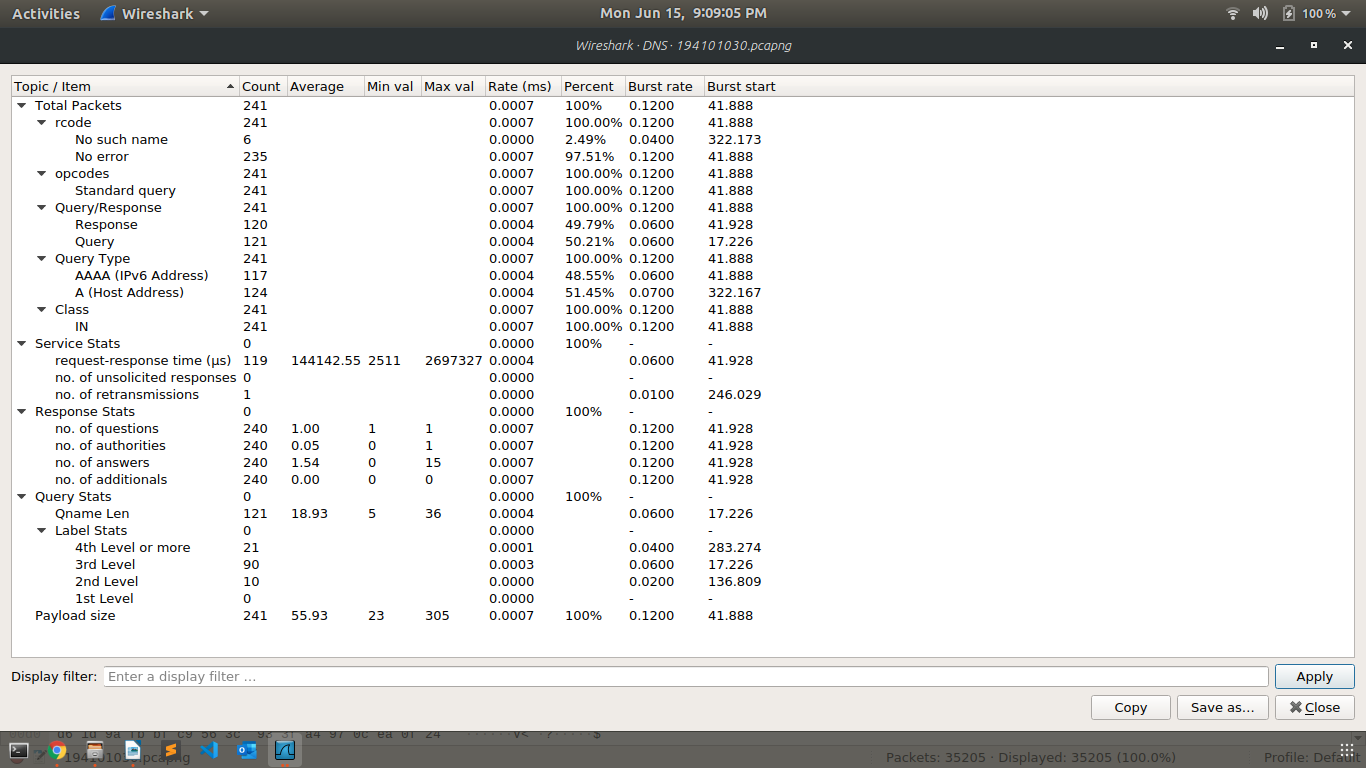 Activities Wireshark Mon Jun 15, 9:09:05 PM 100 %
Wireshark · DNS · 194101030.pcapng
Topic / Item Count Average Min val Max val Rate (ms) Percent Burst rate Burst start
Total Packets 241 0.0007 100% 0.1200 41.888
rcode 241 0.0007 100.00% 0.1200 41.888
No such name 6 0.0000 2.49% 0.0400 322.173
No error 235 0.0007 97.51% 0.1200 41.888
opcodes 241 0.0007 100.00% 0.1200 41.888
Standard query 241 0.0007 100.00% 0.1200 41.888
Query/Response 241 0.0007 100.00% 0.1200 41.888
Response 120 0.0004 49.79% 0.0600 41.928
Query 121 0.0004 50.21% 0.0600 17.226
Query Type 241 0.0007 100.00% 0.1200 41.888
AAAA (IPv6 Address) 117 0.0004 48.55% 0.0600 41.888
A (Host Address) 124 0.0004 51.45% 0.0700 322.167
Class 241 0.0007 100.00% 0.1200 41.888
IN 241 0.0007 100.00% 0.1200 41.888
Service Stats 0 0.0000 100% - -
request-response time (µs) 119 144142.55 2511 2697327 0.0004 0.0600 41.928
no. of unsolicited responses 0 0.0000 - -
no. of retransmissions 1 0.0000 0.0100 246.029
Response Stats 0 0.0000 100% - -
no. of questions 240 1.00 1 1 0.0007 0.1200 41.928
no. of authorities 240 0.05 0 1 0.0007 0.1200 41.928
no. of answers 240 1.54 0 15 0.0007 0.1200 41.928
no. of additionals 240 0.00 0 0 0.0007 0.1200 41.928
Query Stats 0 0.0000 100% - -
Qname Len 121 18.93 5 36 0.0004 0.0600 17.226
Label Stats 0 0.0000 - -
4th Level or more 21 0.0001 0.0400 283.274
3rd Level 90 0.0003 0.0600 17.226
2nd Level 10 0.0000 0.0200 136.809
1st Level 0 0.0000 - -
Payload size 241 55.93 23 305 0.0007 100% 0.1200 41.888
Display filter: Enter a display filter … Apply
Copy Save as… Close
194101030.pcapng Packets: 35205 · Displayed: 35205 (100.0%) Profile: Default